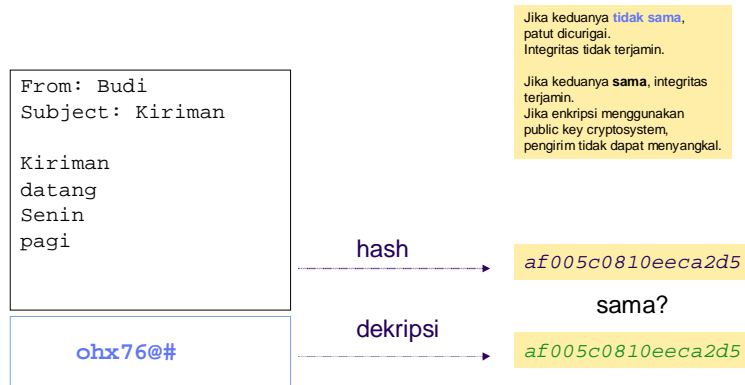 Jika keduanya tidak sama,
patut dicurigai.
Integritas tidak terjamin.
Jika keduanya sama, integritas
terjamin.
Jika enkripsi menggunakan
public key cryptosystem,
pengirim tidak dapat menyangkal.
From: Budi
Subject: Kiriman
Kiriman
datang
Senin
pagi
hash
af005c0810eeca2d5
sama?
ohx76@#
dekripsi
af005c0810eeca2d5